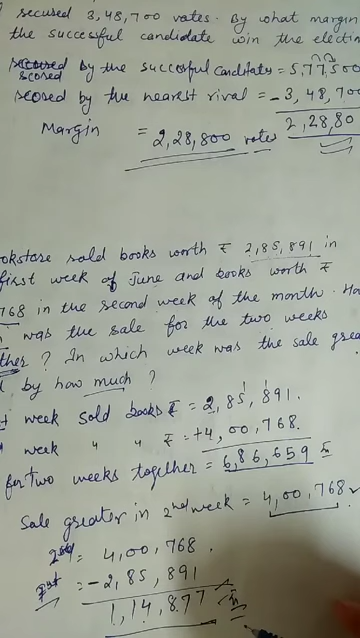 secured 3,48,700 votes. By what margin
the successful candidate win the electi
scored by the successful canditate = 5,77,500
scored by the nearest rival = - 3,48,700
2,28,80
Margin = 2,28,800 votes
okstore sold books worth ₹ 2,85,891 in
first week of June and books worth ₹
768 in the second week of the month. Ho
was the sale for the two weeks
ther? In which week was the sale grea
by how much?
week sold books ₹ = 2,85,891.
week " " ₹ = +4,00,768.
for two weeks together = 6,86,659
Sale greater in 2nd week = 4,00,768
2nd = 4,00,768.
1st = -2,85,891
1,14,877